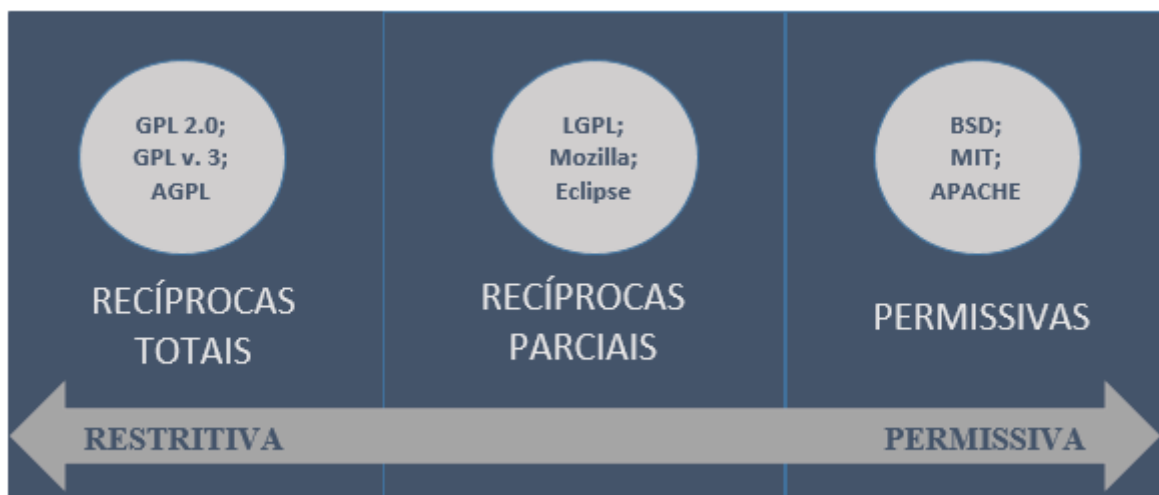 GPL 2.0;
GPL v. 3;
AGPL
RECÍPROCAS
TOTAIS
LGPL;
Mozilla;
Eclipse
RECÍPROCAS
PARCIAIS
BSD;
MIT;
APACHE
PERMISSIVAS
RESTRITIVA
PERMISSIVA